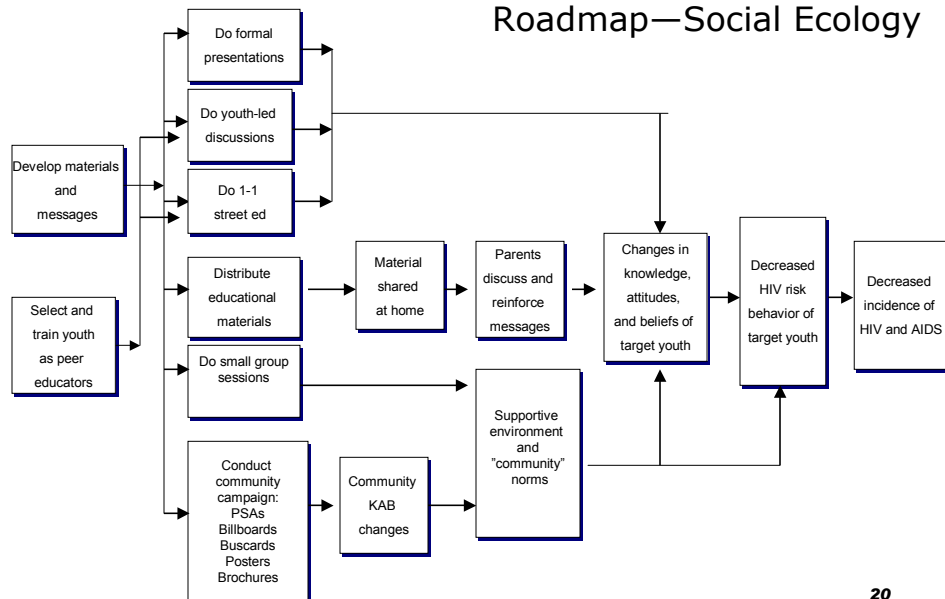 Roadmap—Social Ecology
Do formal
presentations
Do youth-led
discussions
Develop materials
and
messages
Do 1-1
street ed
Distribute
educational
materials
Material
shared
at home
Parents
discuss and
reinforce
messages
Changes in
knowledge,
attitudes,
and beliefs of
target youth
Decreased
HIV risk
behavior of
target youth
Decreased
incidence of
HIV and AIDS
Select and
train youth
as peer
educators
Do small group
sessions
Supportive
environment
and
"community"
norms
Conduct
community
campaign:
PSAs
Billboards
Buscards
Posters
Brochures
Community
KAB
changes
20